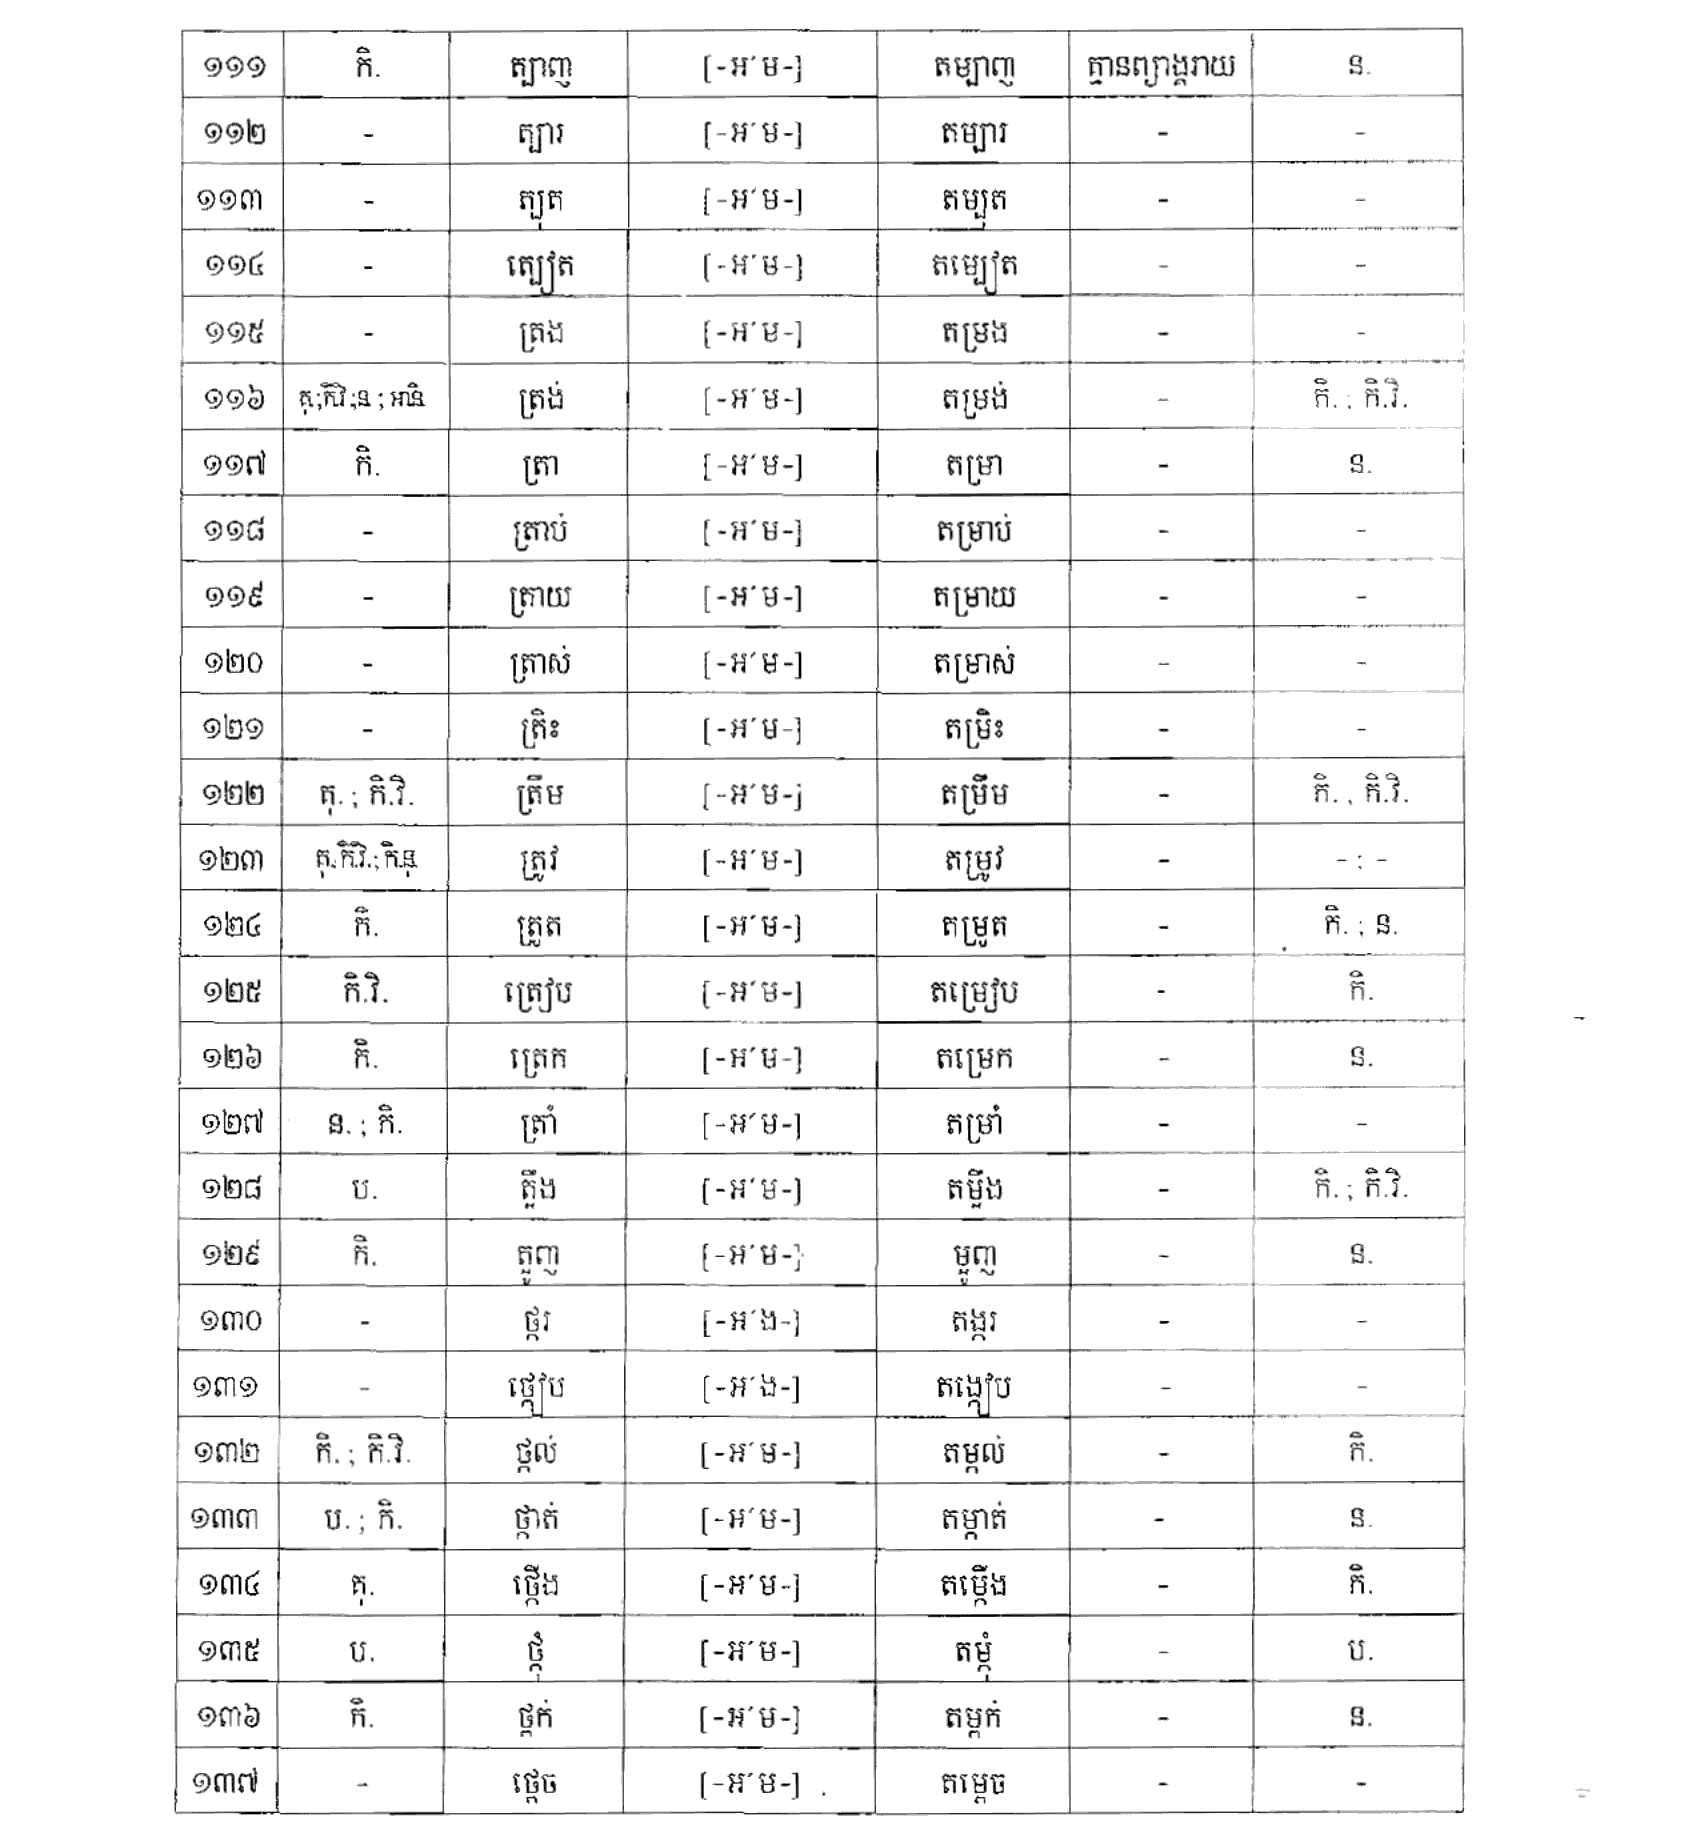 ១១១ កិ. ត្បាញ [-អ´ម-] តម្បាញ គ្មានព្យាង្គរាយ ន.
១១២ - ត្បារ [-អ´ម-] តម្បារ - -
១១៣ - ត្បុត [-អ´ម-] តម្បុត - -
១១៤ - ត្បៀត [-អ´ម-] តម្បៀត - -
១១៥ - ត្រង [-អ´ម-] តម្រង - -
១១៦ គុ.;កិវិ;ន ; អានិ ត្រង់ [-អ´ម-] តម្រង់ - កិ. ; កិ.វិ.
១១៧ កិ. ត្រា [-អ´ម-] តម្រា - ន.
១១៨ - ត្រាប់ [-អ´ម-] តម្រាប់ - -
១១៩ - ត្រាយ [-អ´ម-] តម្រាយ - -
១២០ - ត្រាស់ [-អ´ម-] តម្រាស់ - -
១២១ - ត្រិះ [-អ´ម-] តម្រិះ - -
១២២ គុ. ; កិ.វិ. ត្រឹម [-អ´ម-] តម្រឹម - កិ. , កិ.វិ.
១២៣ គុ.កិ.វិ.;កិ.នុ ត្រូវ [-អ´ម-] តម្រូវ - - : -
១២៤ កិ. ត្រួត [-អ´ម-] តម្រួត - កិ. ; ន.
១២៥ កិ.វិ. ត្រៀប [-អ´ម-] តម្រៀប - កិ.
១២៦ កិ. ត្រេក [-អ´ម-] តម្រេក - ន.
១២៧ ន. ; កិ. ត្រាំ [-អ´ម-] តម្រាំ - -
១២៨ ប. ត្អឹង [-អ´ម-] តម្អឹង - កិ. ; កិ.វិ.
១២៩ កិ. ត្អូញ [-អ´ម-] ម្អូញ - ន.
១៣០ - ថ្ករ [-អ´ង-] តង្ករ - -
១៣១ - ថ្កៀប [-អ´ង-] តង្កៀប - -
១៣២ កិ. ; កិ.វិ. ថ្កល់ [-អ´ម-] តម្កល់ - កិ.
១៣៣ ប. ; កិ. ថ្កាត់ [-អ´ម-] តម្កាត់ - ន.
១៣៤ គុ. ថ្កើង [-អ´ម-] តម្កើង - កិ.
១៣៥ ប. ថ្កុំ [-អ´ម-] តម្កុំ - ប.
១៣៦ កិ. ថ្គក់ [-អ´ម-] តម្គក់ - ន.
១៣៧ - ថ្ដេច [-អ´ម-] តម្ដេច - -